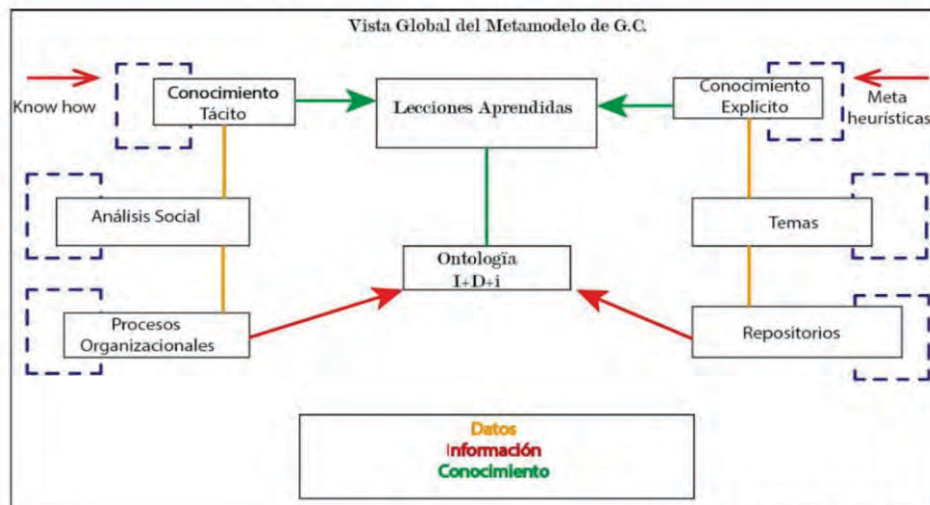 Vista Global del Metamodelo de G.C.
Know how
Conocimiento
Tácito
Lecciones Aprendidas
Conocimiento
Explícito
Meta
heurísticas
Análisis Social
Temas
Ontología
I+D+i
Procesos
Organizacionales
Repositorios
Datos
Información
Conocimiento